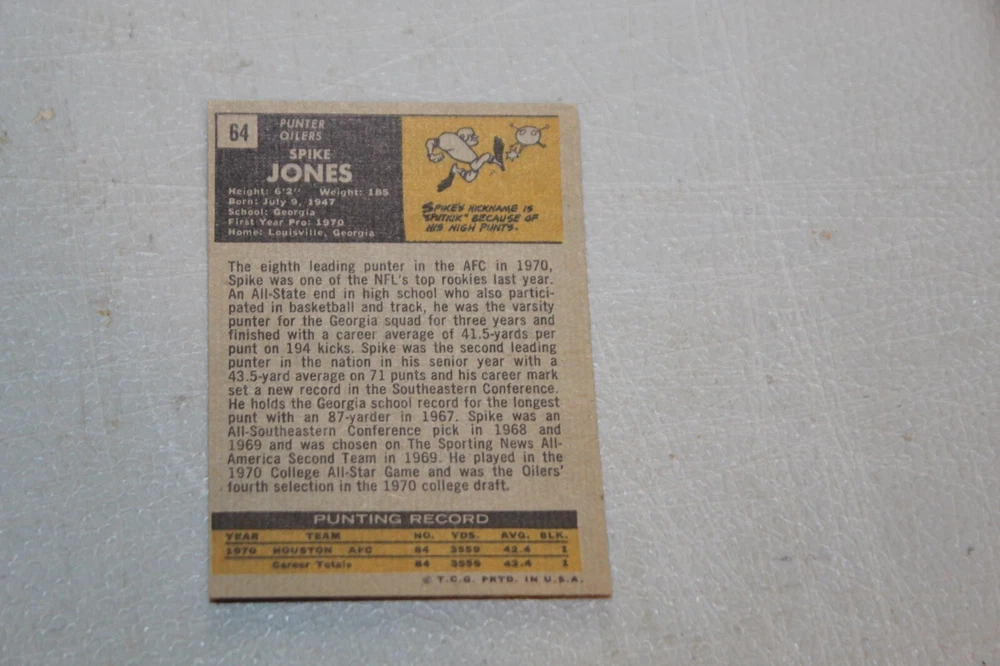 64
PUNTER
OILERS
SPIKE
JONES
Height: 6'2" Weight: 185
Born: July 9, 1947
School: Georgia
First Year Pro: 1970
Home: Louisville, Georgia
SPIKE'S NICKNAME IS
"SPUTNIK" BECAUSE OF
HIS HIGH PUNTS.
The eighth leading punter in the AFC in 1970,
Spike was one of the NFL's top rookies last year.
An All-State end in high school who also partici-
pated in basketball and track, he was the varsity
punter for the Georgia squad for three years and
finished with a career average of 41.5-yards per
punt on 194 kicks. Spike was the second leading
punter in the nation in his senior year with a
43.5-yard average on 71 punts and his career mark
set a new record in the Southeastern Conference.
He holds the Georgia school record for the longest
punt with an 87-yarder in 1967. Spike was an
All-Southeastern Conference pick in 1968 and
1969 and was chosen on The Sporting News All-
America Second Team in 1969. He played in the
1970 College All-Star Game and was the Oilers'
fourth selection in the 1970 college draft.
PUNTING RECORD
YEAR TEAM NO. YDS. AVG. BLK.
1970 HOUSTON AFC 84 3559 42.4 1
Career Totals 84 3559 42.4 1
© T.C.G. PRTD. IN U.S.A.